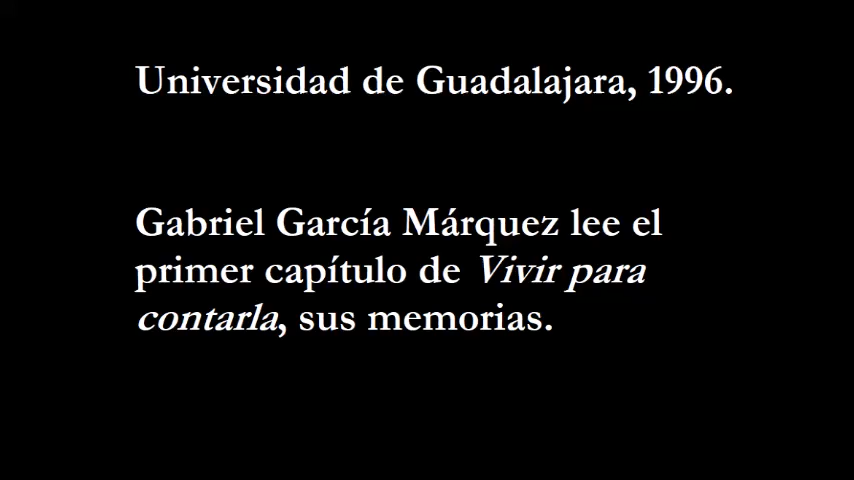 Universidad de Guadalajara, 1996.
Gabriel García Márquez lee el
primer capítulo de Vivir para
contarla, sus memorias.